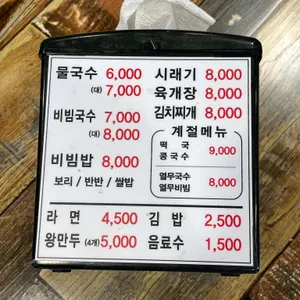 물국수 6,000
(대) 7,000
비빔국수 7,000
(대) 8,000
비빔밥 8,000
보리 / 반반 / 쌀밥
시래기 8,000
육개장 8,000
김치찌개 8,000
계절메뉴
떡국
콩국수 9,000
열무국수
열무비빔 8,000
라면 4,500
왕만두 (4개) 5,000
김밥 2,500
음료수 1,500